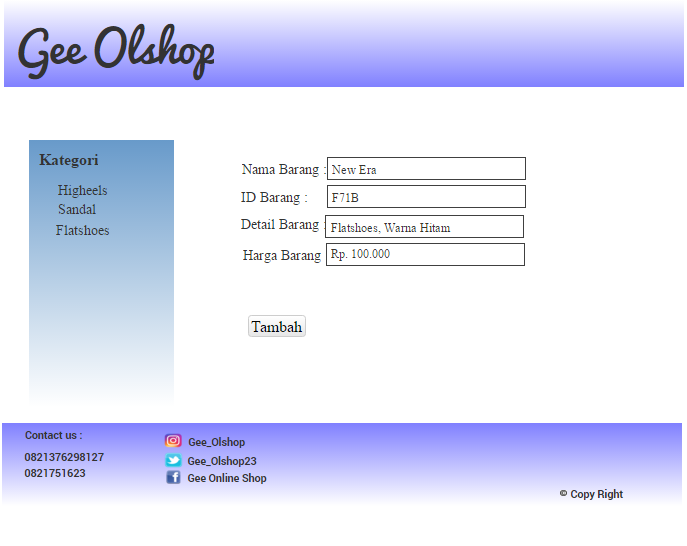 Gee Olshop
Kategori
Higheels
Sandal
Flatshoes
Nama Barang : New Era
ID Barang : F71B
Detail Barang : Flatshoes, Warna Hitam
Harga Barang Rp. 100.000
Tambah
Contact us :
0821376298127
0821751623
Gee_Olshop
Gee_Olshop23
Gee Online Shop
© Copy Right